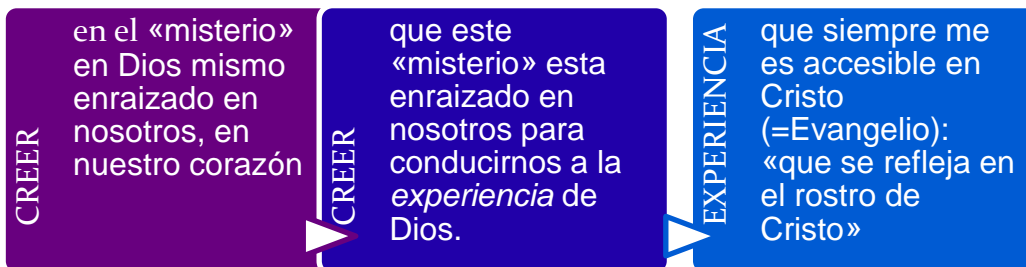 CREER
en el «misterio»
en Dios mismo
enraizado en
nosotros, en
nuestro corazón
CREER
que este
«misterio» esta
enraizado en
nosotros para
conducirnos a la
experiencia de
Dios.
EXPERIENCIA
que siempre me
es accesible en
Cristo
(=Evangelio):
«que se refleja en
el rostro de
Cristo»